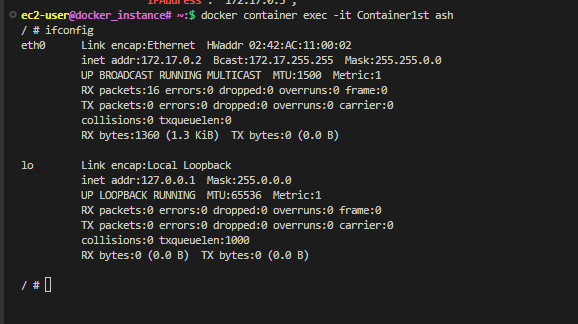 IPAddress": "172.17.0.3",
ec2-user@docker_instance# ~:$ docker container exec -it Container1st ash
/ # ifconfig
eth0 Link encap:Ethernet HWaddr 02:42:AC:11:00:02
inet addr:172.17.0.2 Bcast:172.17.255.255 Mask:255.255.0.0
UP BROADCAST RUNNING MULTICAST MTU:1500 Metric:1
RX packets:16 errors:0 dropped:0 overruns:0 frame:0
TX packets:0 errors:0 dropped:0 overruns:0 carrier:0
collisions:0 txqueuelen:0
RX bytes:1360 (1.3 KiB) TX bytes:0 (0.0 B)
lo Link encap:Local Loopback
inet addr:127.0.0.1 Mask:255.0.0.0
UP LOOPBACK RUNNING MTU:65536 Metric:1
RX packets:0 errors:0 dropped:0 overruns:0 frame:0
TX packets:0 errors:0 dropped:0 overruns:0 carrier:0
collisions:0 txqueuelen:1000
RX bytes:0 (0.0 B) TX bytes:0 (0.0 B)
/ #